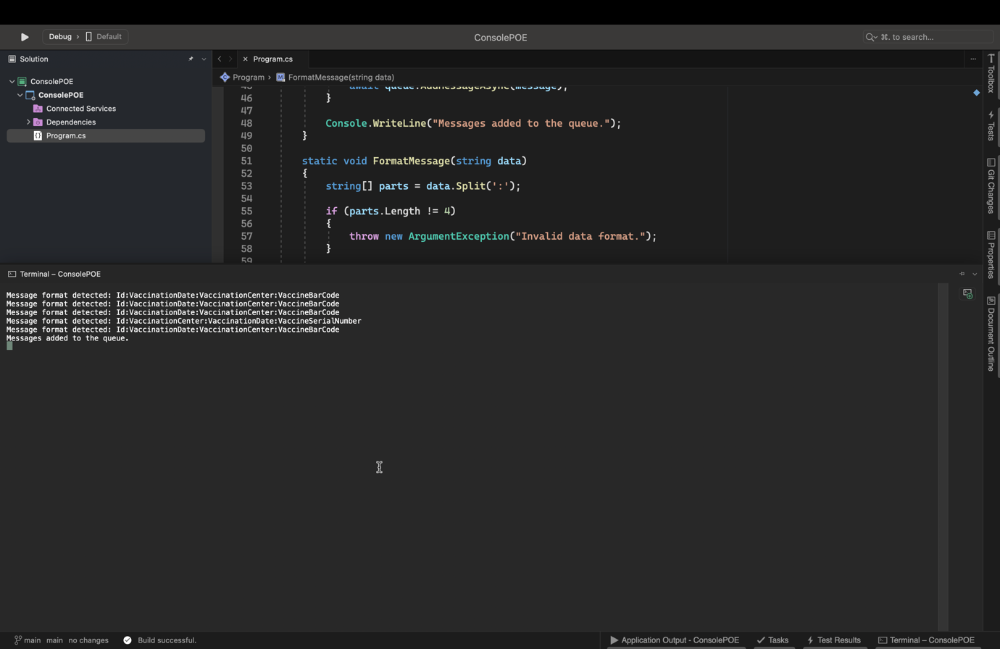 Debug › Default
ConsolePOE
⌘. to search...
Solution
ConsolePOE
ConsolePOE
Connected Services
Dependencies
Program.cs
Program.cs
Program › FormatMessage(string data)
await queue.AddMessageAsync(message);
46 }
47
48 Console.WriteLine("Messages added to the queue.");
49 }
50
51 static void FormatMessage(string data)
52 {
53 string[] parts = data.Split(':');
54
55 if (parts.Length != 4)
56 {
57 throw new ArgumentException("Invalid data format.");
58 }
59
Toolbox
Tests
Git Changes
Properties
Document Outline
Terminal – ConsolePOE
Message format detected: Id:VaccinationDate:VaccinationCenter:VaccineBarCode
Message format detected: Id:VaccinationDate:VaccinationCenter:VaccineBarCode
Message format detected: Id:VaccinationDate:VaccinationCenter:VaccineBarCode
Message format detected: Id:VaccinationCenter:VaccinationDate:VaccineSerialNumber
Message format detected: Id:VaccinationDate:VaccinationCenter:VaccineBarCode
Messages added to the queue.
main main no changes Build successful.
Application Output - ConsolePOE Tasks Test Results Terminal – ConsolePOE